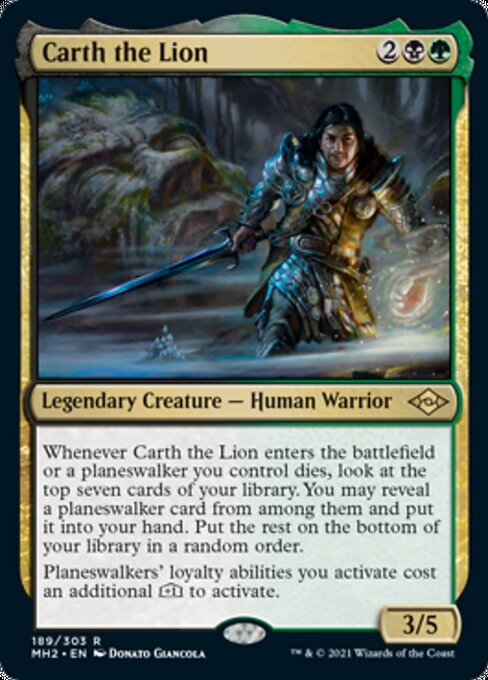 Carth the Lion 2
Legendary Creature — Human Warrior
Whenever Carth the Lion enters the battlefield
or a planeswalker you control dies, look at the
top seven cards of your library. You may reveal
a planeswalker card from among them and put
it into your hand. Put the rest on the bottom of
your library in a random order.
Planeswalkers’ loyalty abilities you activate cost
an additional +1 to activate.
3/5
189/303 R
MH2 • EN DONATO GIANCOLA ™ & © 2021 Wizards of the Coast